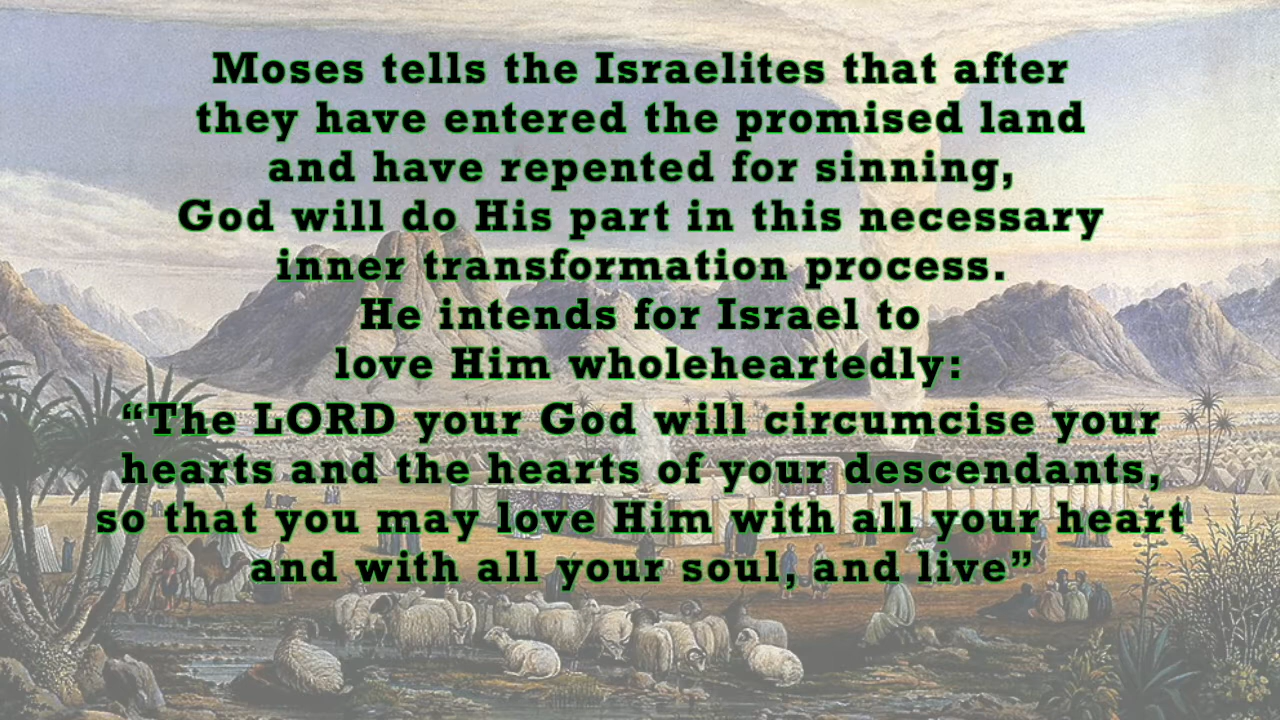 Moses tells the Israelites that after
they have entered the promised land
and have repented for sinning,
God will do His part in this necessary
inner transformation process.
He intends for Israel to
love Him wholeheartedly:
“The LORD your God will circumcise your
hearts and the hearts of your descendants,
so that you may love Him with all your heart
and with all your soul, and live”